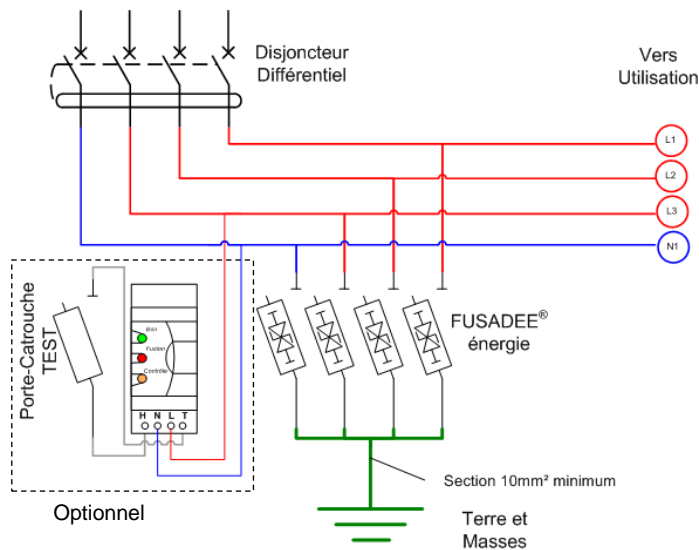 Disjoncteur
Différentiel
Vers
Utilisation
L1
L2
L3
N1
Porte-Catrouche
TEST
Bon
Fusion
Contrôle
H N L T
FUSADEE®
énergie
Section 10mm² minimum
Optionnel
Terre et
Masses